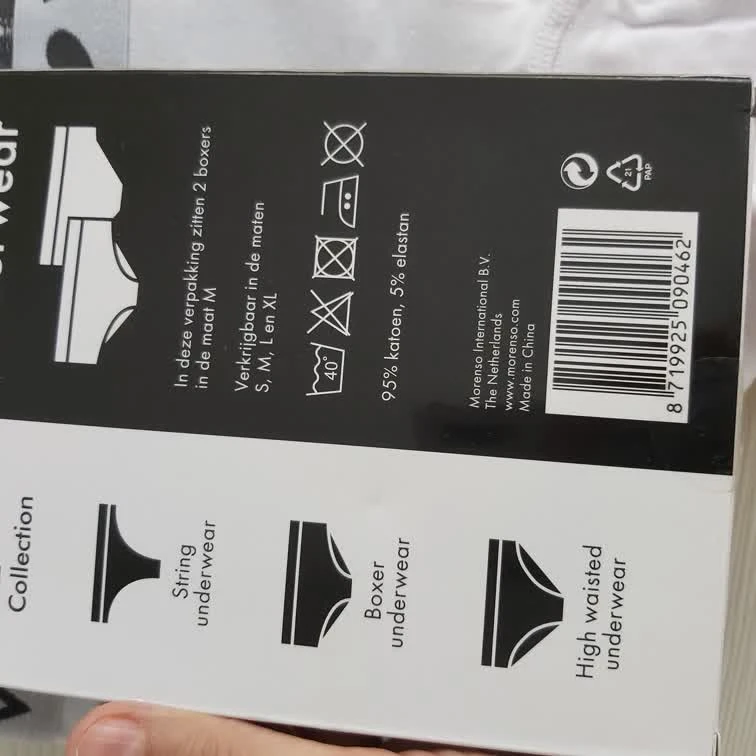 In deze verpakking zitten 2 boxers
in de maat M
Verkrijgbaar in de maten
S, M, L en XL
40°
95% katoen, 5% elastan
Morenso International B.V.
The Netherlands
www.morenso.com
Made in China
21
PAP
8 719925 090462
Collection
String
underwear
Boxer
underwear
High waisted
underwear